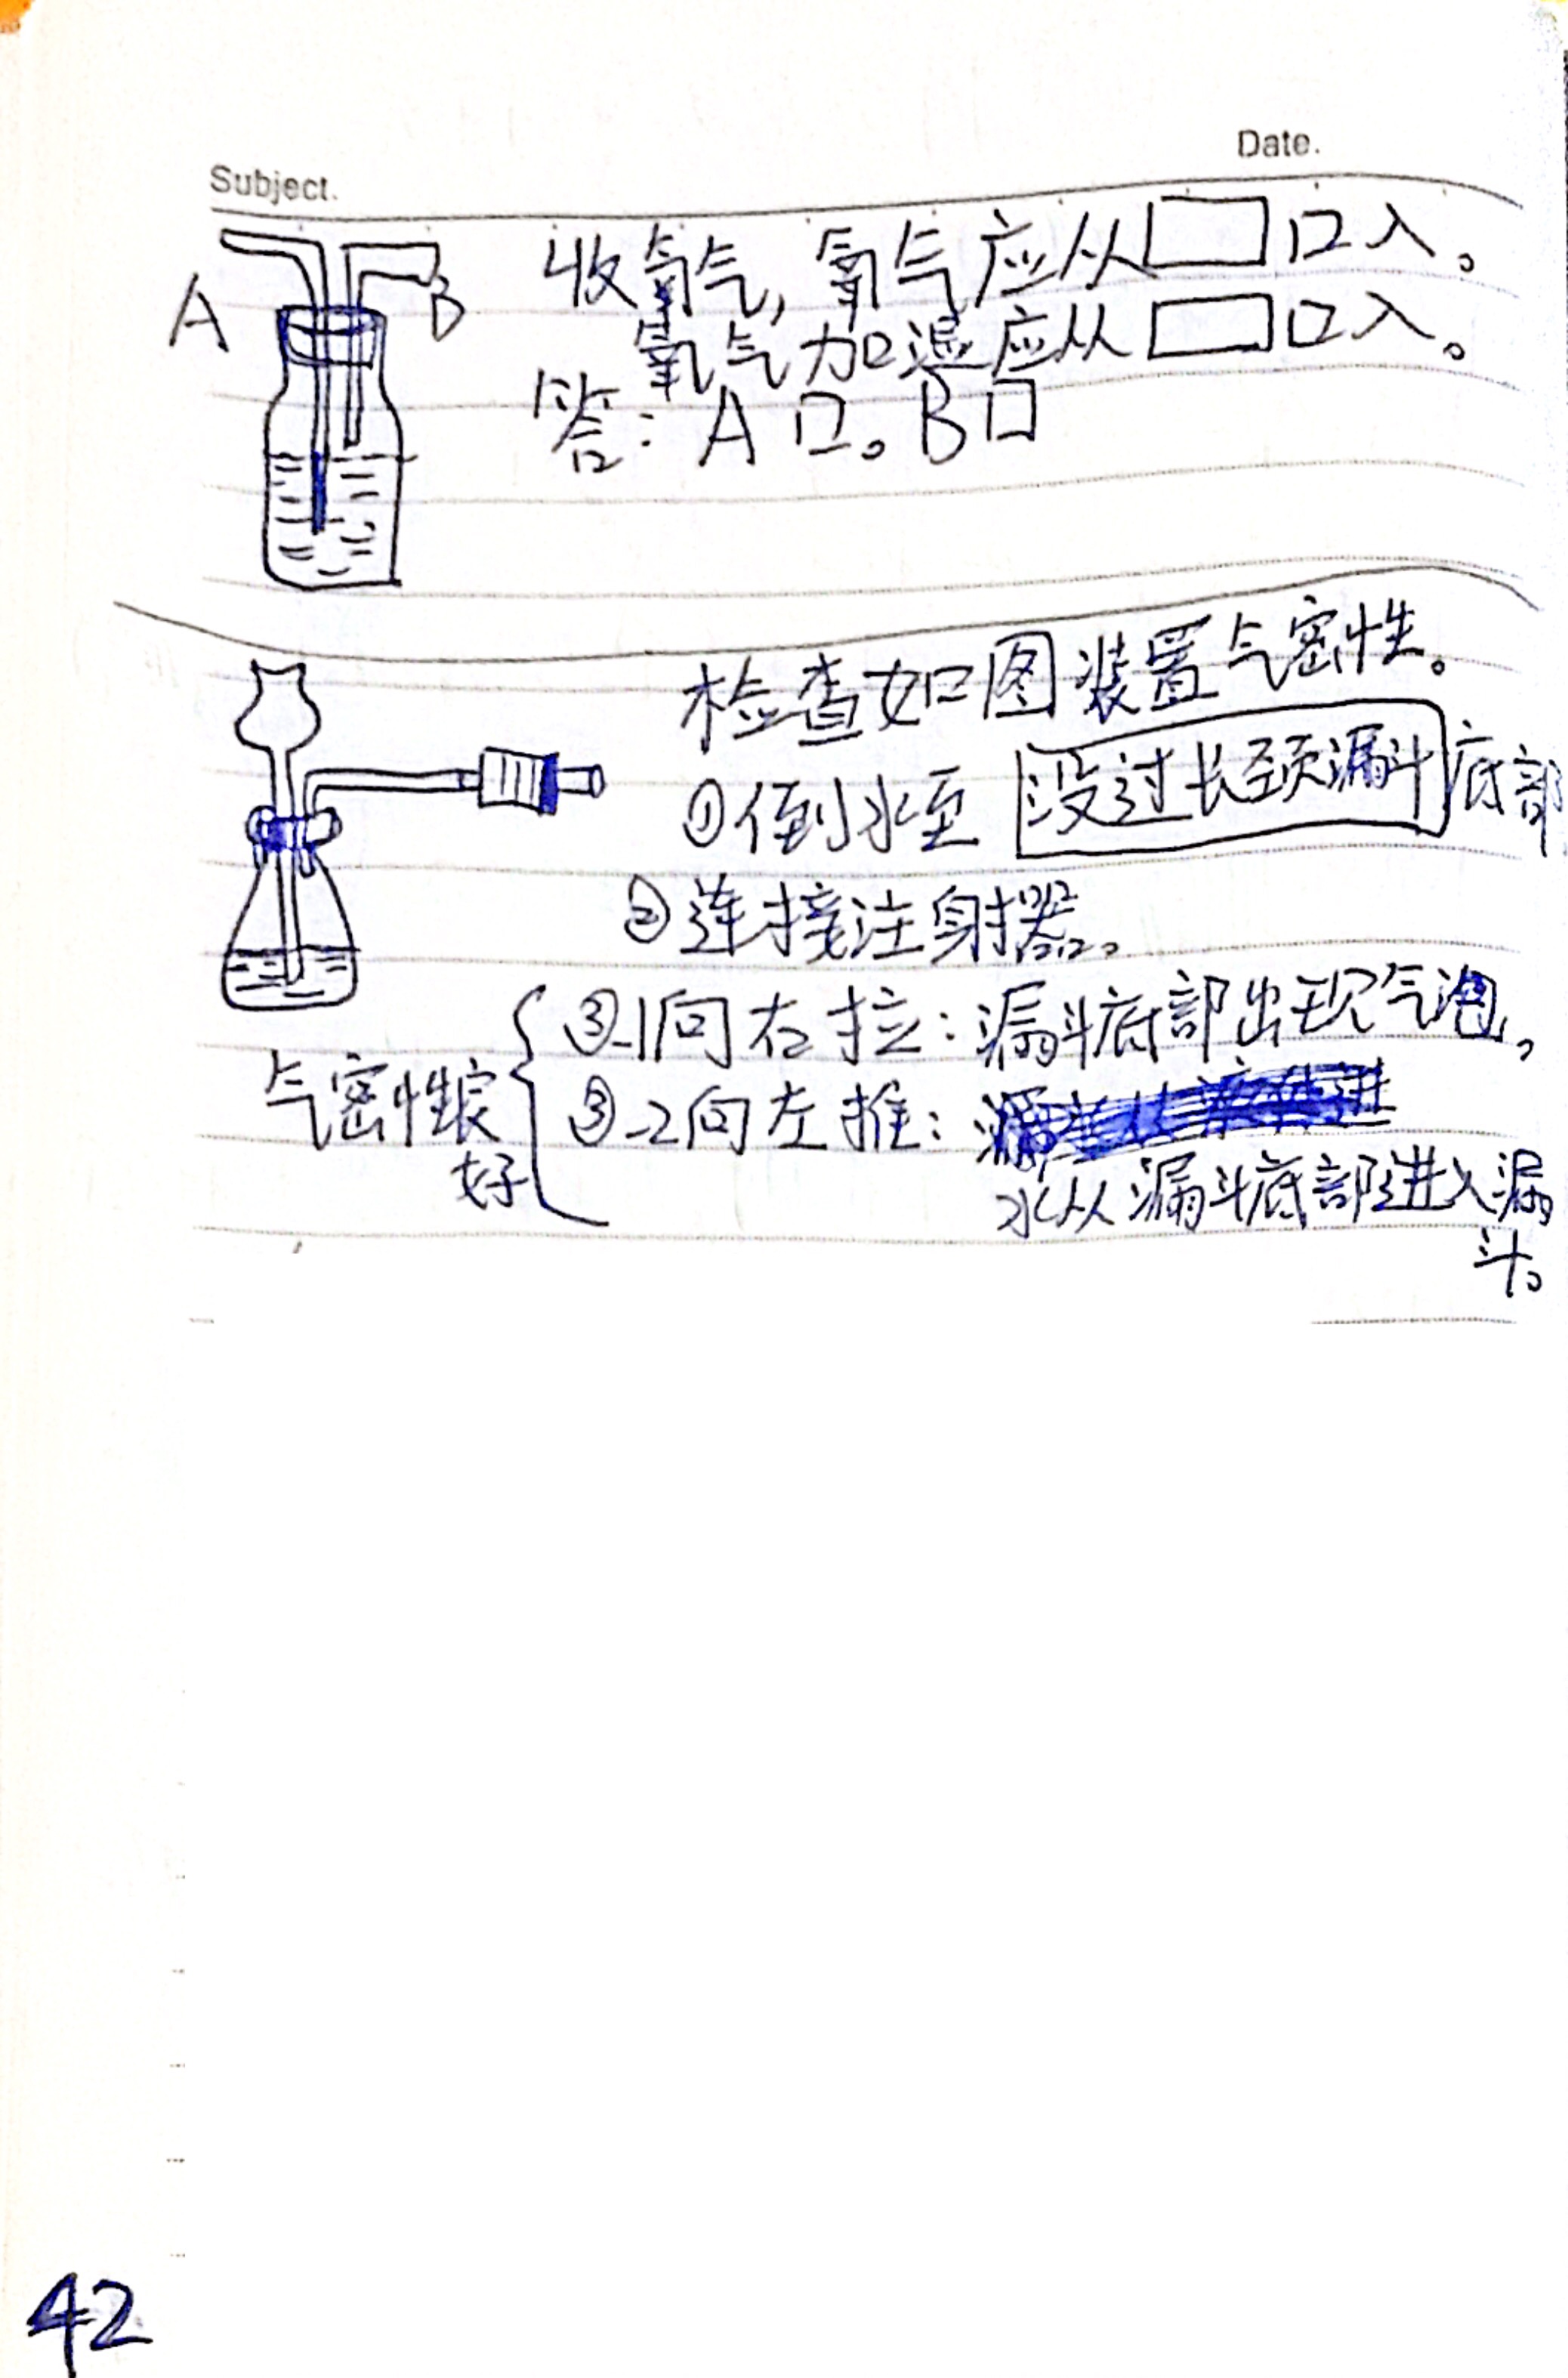 Subject.
Date.
A
B
收氧气,氧气应从口入。
氧气加湿应从口入。
答:A口。B口
检查如图装置气密性。
①倒水至 没过长颈漏斗底部
②连接注射器。
③-1向右拉:漏斗底部出现气泡,
③-2向左推:
水从漏斗底部进入漏
斗。
气密性良
好
42